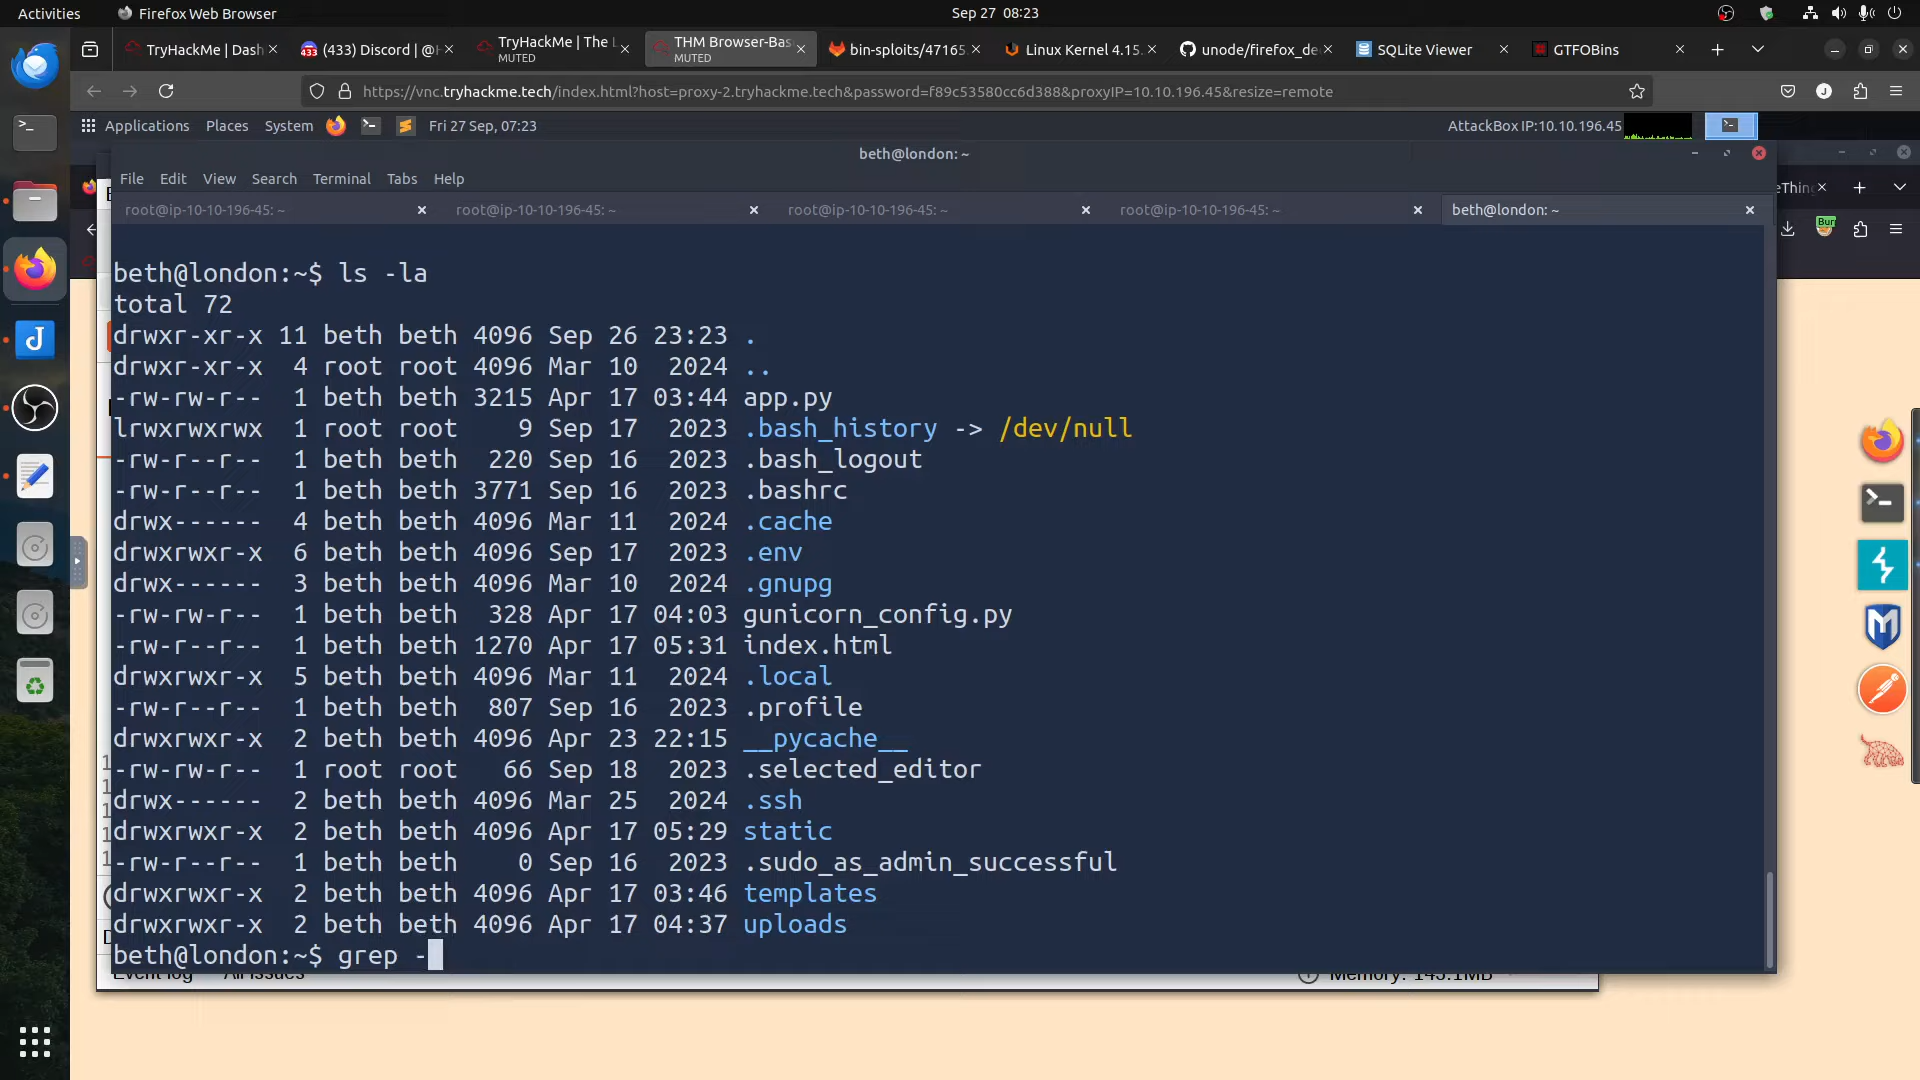 Activities Firefox Web Browser Sep 27 08:23
TryHackMe | Dash
(433) Discord | @H
TryHackMe | The L
MUTED
THM Browser-Bas
MUTED
bin-sploits/47165
Linux Kernel 4.15.
unode/firefox_de
SQLite Viewer
GTFOBins
https://vnc.tryhackme.tech/index.html?host=proxy-2.tryhackme.tech&password=f89c53580cc6d388&proxyIP=10.10.196.45&resize=remote
Applications Places System Fri 27 Sep, 07:23 AttackBox IP:10.10.196.45
beth@london: ~
File Edit View Search Terminal Tabs Help
root@ip-10-10-196-45: ~ root@ip-10-10-196-45: ~ root@ip-10-10-196-45: ~ root@ip-10-10-196-45: ~ beth@london: ~
eThing
Bur
beth@london:~$ ls -la
total 72
drwxr-xr-x 11 beth beth 4096 Sep 26 23:23 .
drwxr-xr-x 4 root root 4096 Mar 10 2024 ..
-rw-rw-r-- 1 beth beth 3215 Apr 17 03:44 app.py
lrwxrwxrwx 1 root root 9 Sep 17 2023 .bash_history -> /dev/null
-rw-r--r-- 1 beth beth 220 Sep 16 2023 .bash_logout
-rw-r--r-- 1 beth beth 3771 Sep 16 2023 .bashrc
drwx------ 4 beth beth 4096 Mar 11 2024 .cache
drwxrwxr-x 6 beth beth 4096 Sep 17 2023 .env
drwx------ 3 beth beth 4096 Mar 10 2024 .gnupg
-rw-rw-r-- 1 beth beth 328 Apr 17 04:03 gunicorn_config.py
-rw-r--r-- 1 beth beth 1270 Apr 17 05:31 index.html
drwxrwxr-x 5 beth beth 4096 Mar 11 2024 .local
-rw-r--r-- 1 beth beth 807 Sep 16 2023 .profile
drwxrwxr-x 2 beth beth 4096 Apr 23 22:15 __pycache__
-rw-rw-r-- 1 root root 66 Sep 18 2023 .selected_editor
drwx------ 2 beth beth 4096 Mar 25 2024 .ssh
drwxrwxr-x 2 beth beth 4096 Apr 17 05:29 static
-rw-r--r-- 1 beth beth 0 Sep 16 2023 .sudo_as_admin_successful
drwxrwxr-x 2 beth beth 4096 Apr 17 03:46 templates
drwxrwxr-x 2 beth beth 4096 Apr 17 04:37 uploads
beth@london:~$ grep -
Event log All issues Memory: 145.1MB